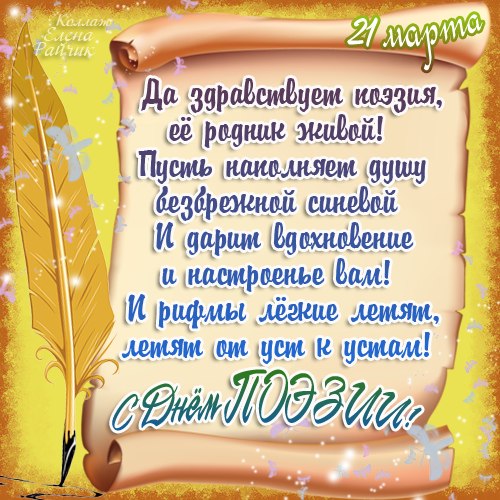 Коллаж
Елена
Райчик
21 марта
Да здравствует поэзия,
её родник живой!
Пусть наполняет душу
безбрежной синевой
И дарит вдохновение
и настроенье вам!
И рифмы лёгкие летят,
летят от уст к устам!
С Днём ПОЭЗИИ!